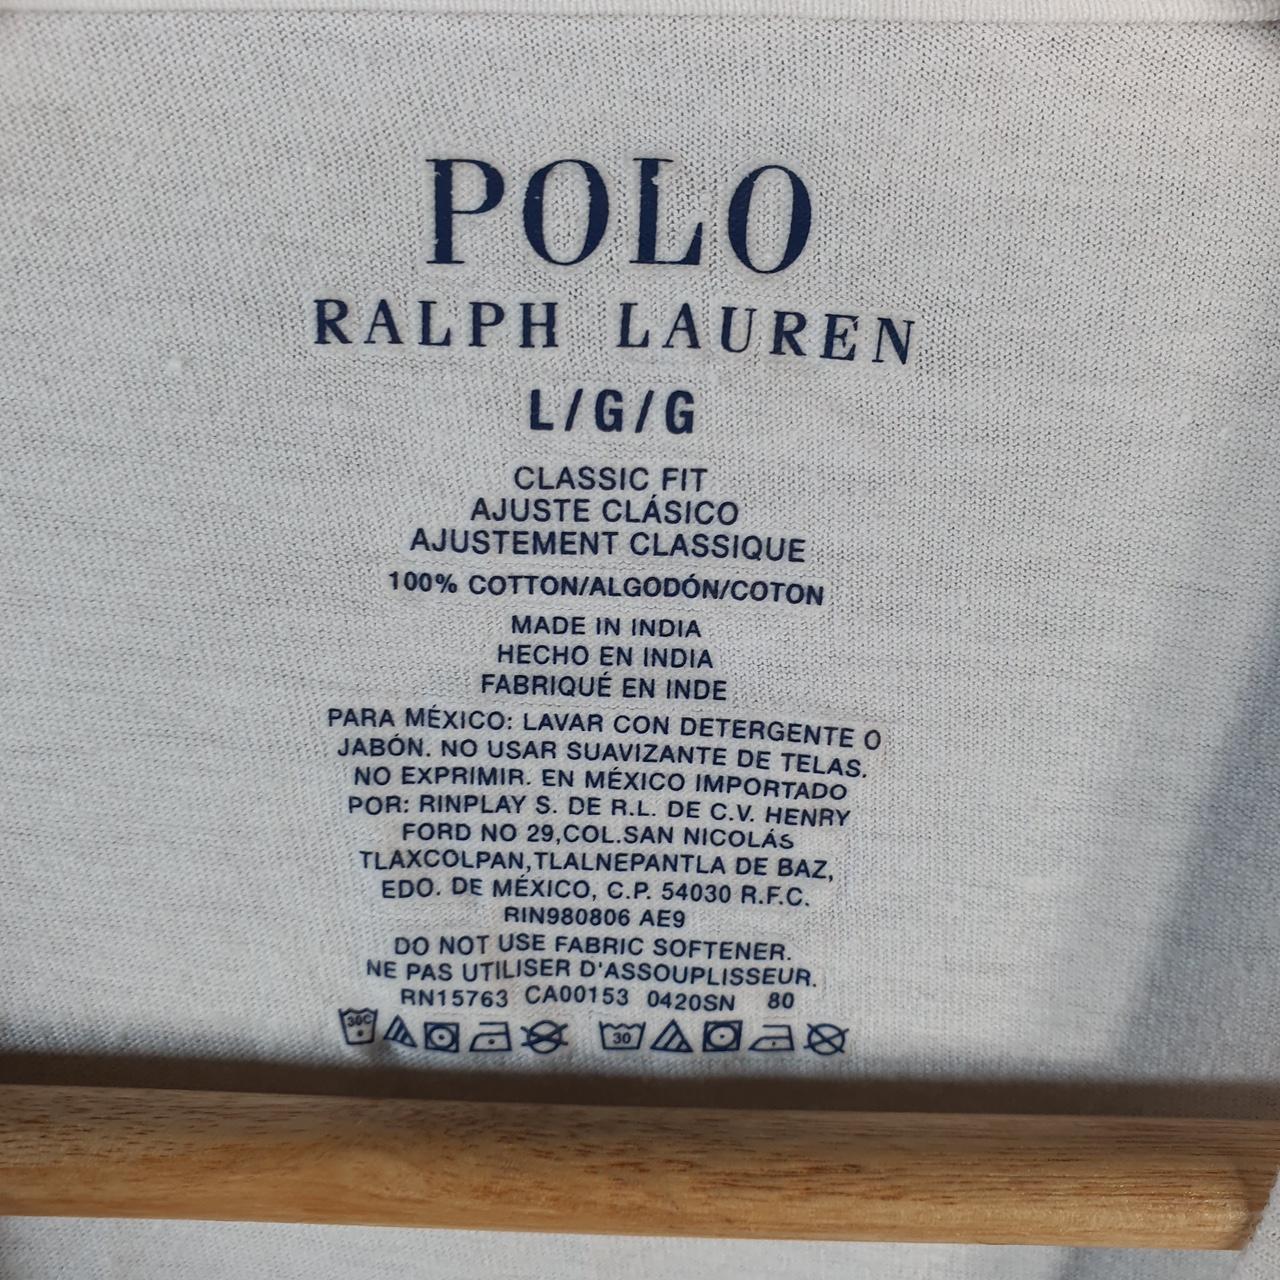 POLO
RALPH LAUREN
L/G/G
CLASSIC FIT
AJUSTE CLÁSICO
AJUSTEMENT CLASSIQUE
100% COTTON/ALGODÓN/COTON
MADE IN INDIA
HECHO EN INDIA
FABRIQUÉ EN INDE
PARA MÉXICO: LAVAR CON DETERGENTE O
JABÓN. NO USAR SUAVIZANTE DE TELAS.
NO EXPRIMIR. EN MÉXICO IMPORTADO
POR: RINPLAY S. DE R.L. DE C.V. HENRY
FORD NO 29,COL.SAN NICOLÁS
TLAXCOLPAN,TLALNEPANTLA DE BAZ,
EDO. DE MÉXICO, C.P. 54030 R.F.C.
RIN980806 AE9
DO NOT USE FABRIC SOFTENER.
NE PAS UTILISER D'ASSOUPLISSEUR.
RN15763 CA00153 0420SN 80
30C 30